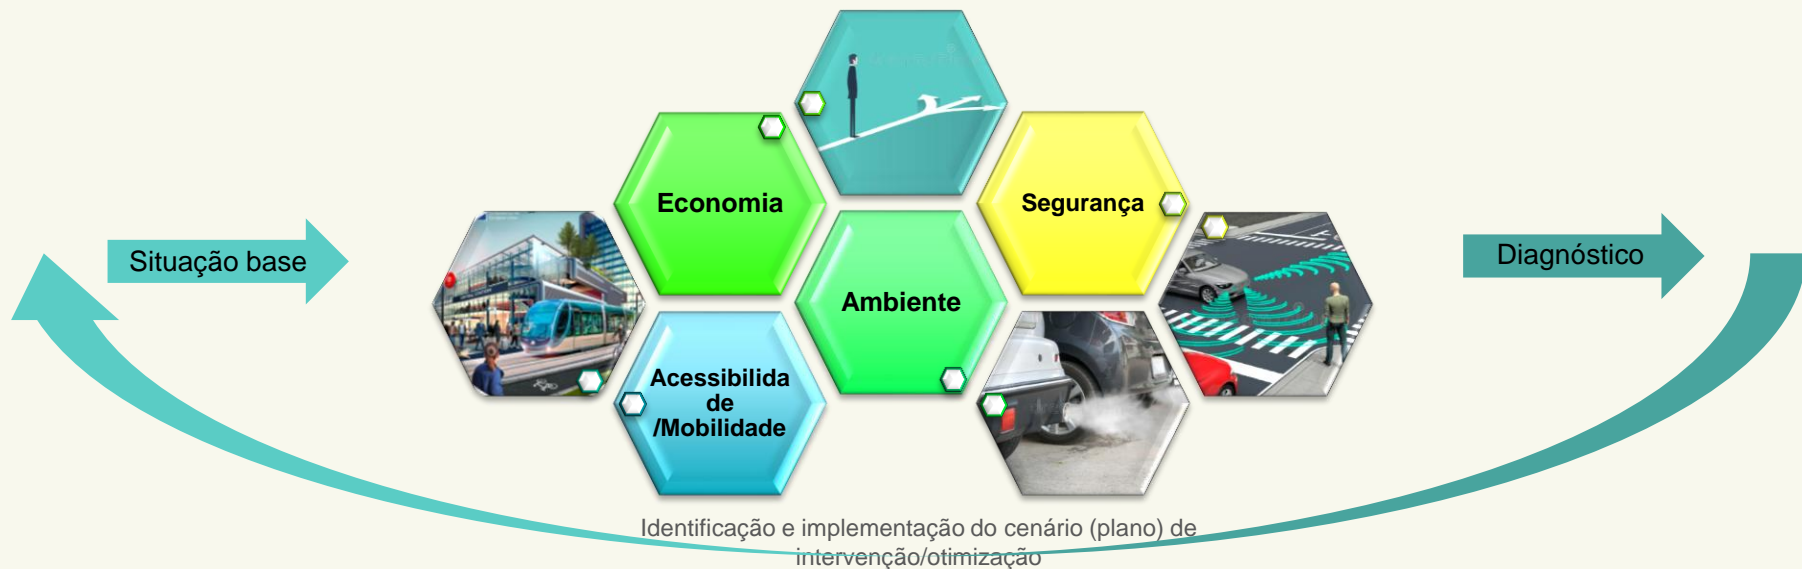 Situação base
Economia
Segurança
Ambiente
Acessibilida
de
/Mobilidade
Diagnóstico
Identificação e implementação do cenário (plano) de
intervenção/otimização